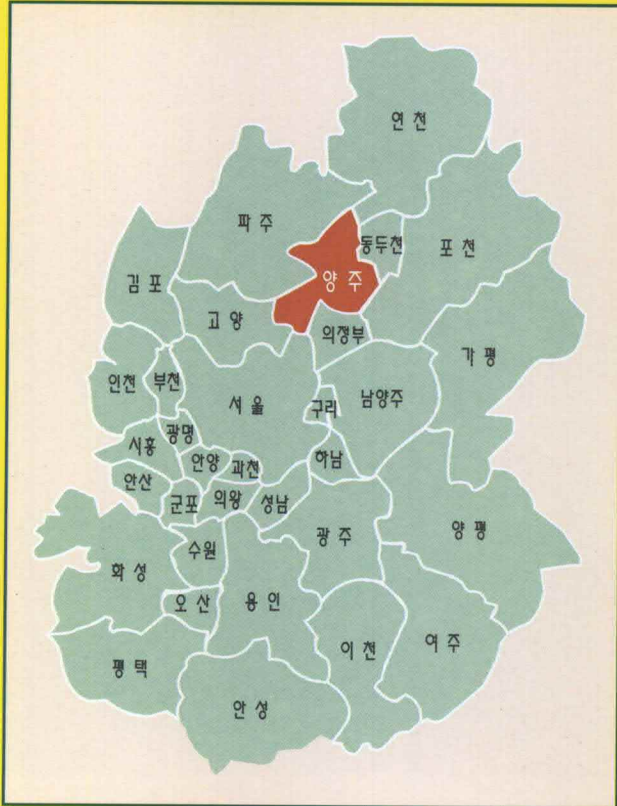 연 천
파 주
동두천
포 천
양 주
김 포
고 양
의정부
가 평
인천
부천
서 울
구리
남양주
광명
시흥
안양
과천
하남
안산
군포
의왕
성남
광 주
양 평
수원
화 성
오 산
용 인
이 천
여 주
평 택
안 성